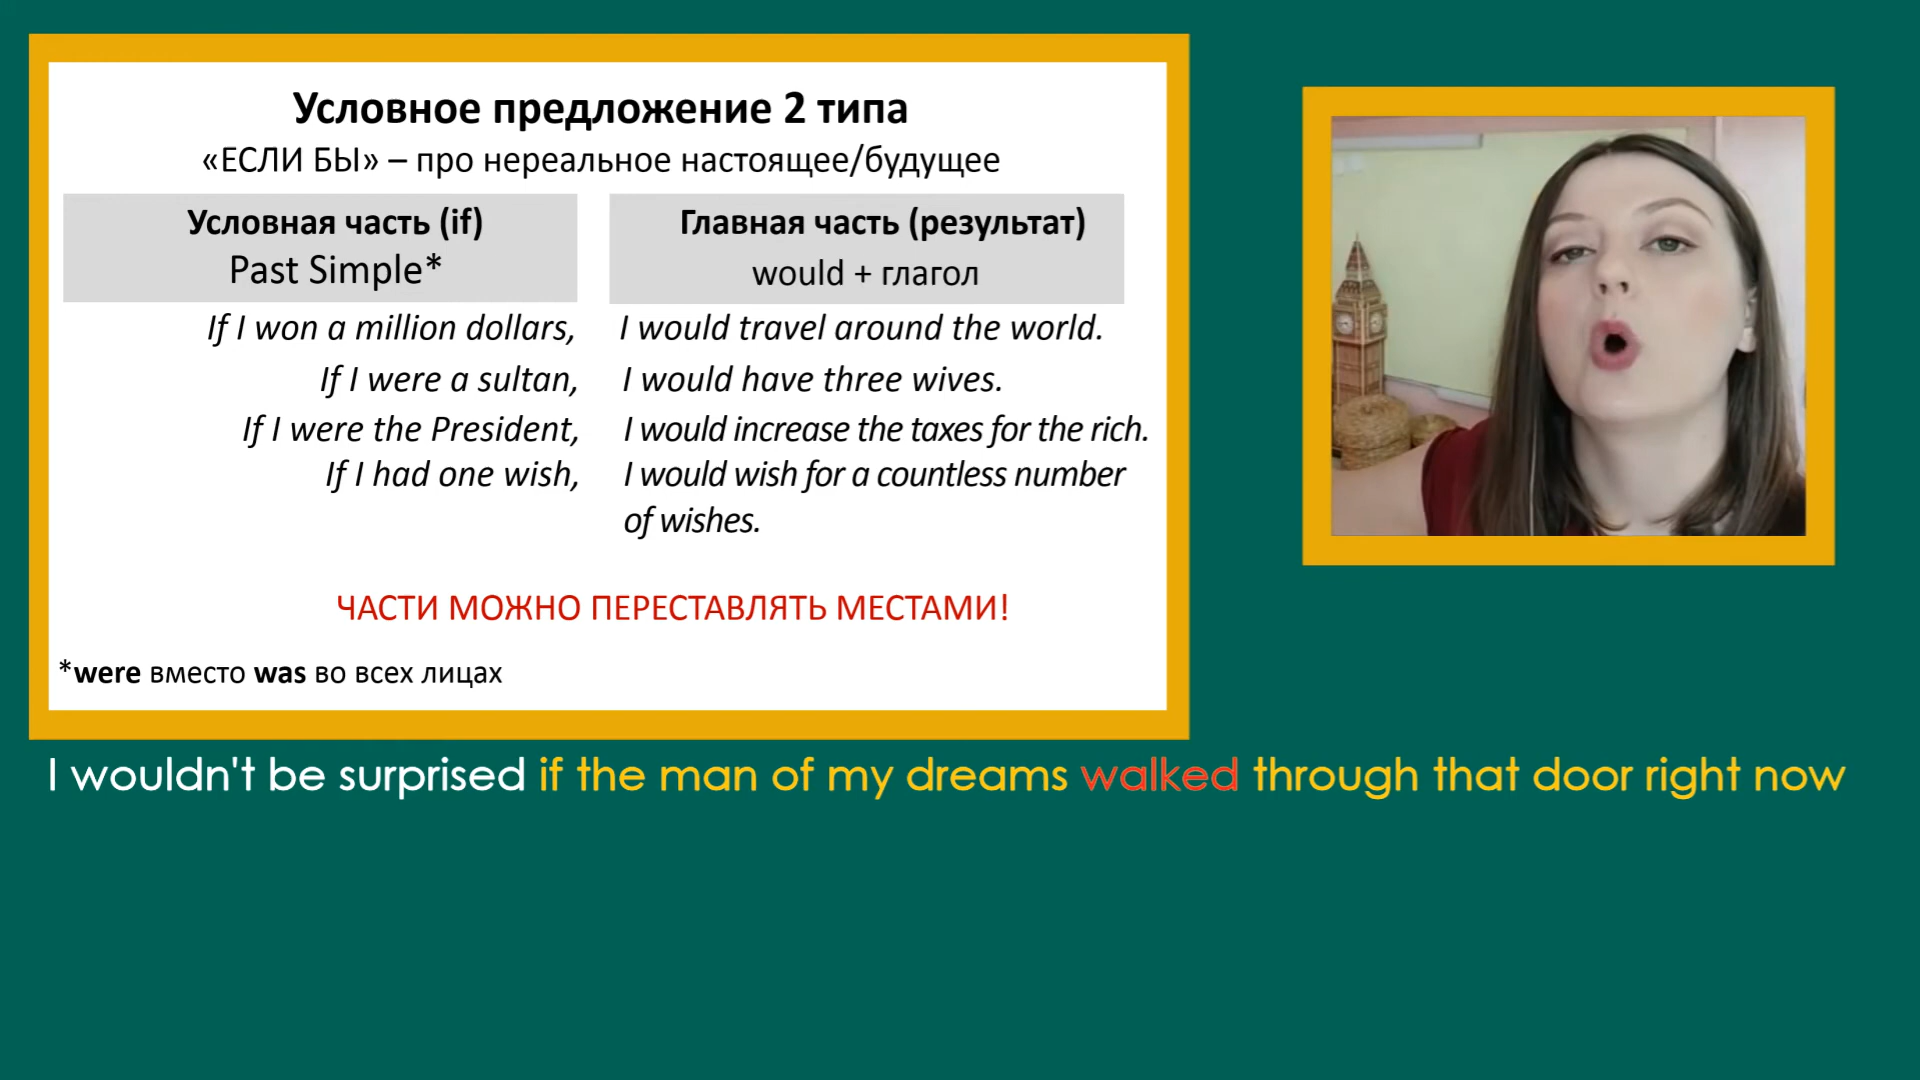 Условное предложение 2 типа
«ЕСЛИ БЫ» – про нереальное настоящее/будущее
Условная часть (if)
Past Simple*
Главная часть (результат)
would + глагол
If I won a million dollars, I would travel around the world.
If I were a sultan, I would have three wives.
If I were the President, I would increase the taxes for the rich.
If I had one wish, I would wish for a countless number
of wishes.
ЧАСТИ МОЖНО ПЕРЕСТАВЛЯТЬ МЕСТАМИ!
*were вместо was во всех лицах
I wouldn't be surprised if the man of my dreams walked through that door right now